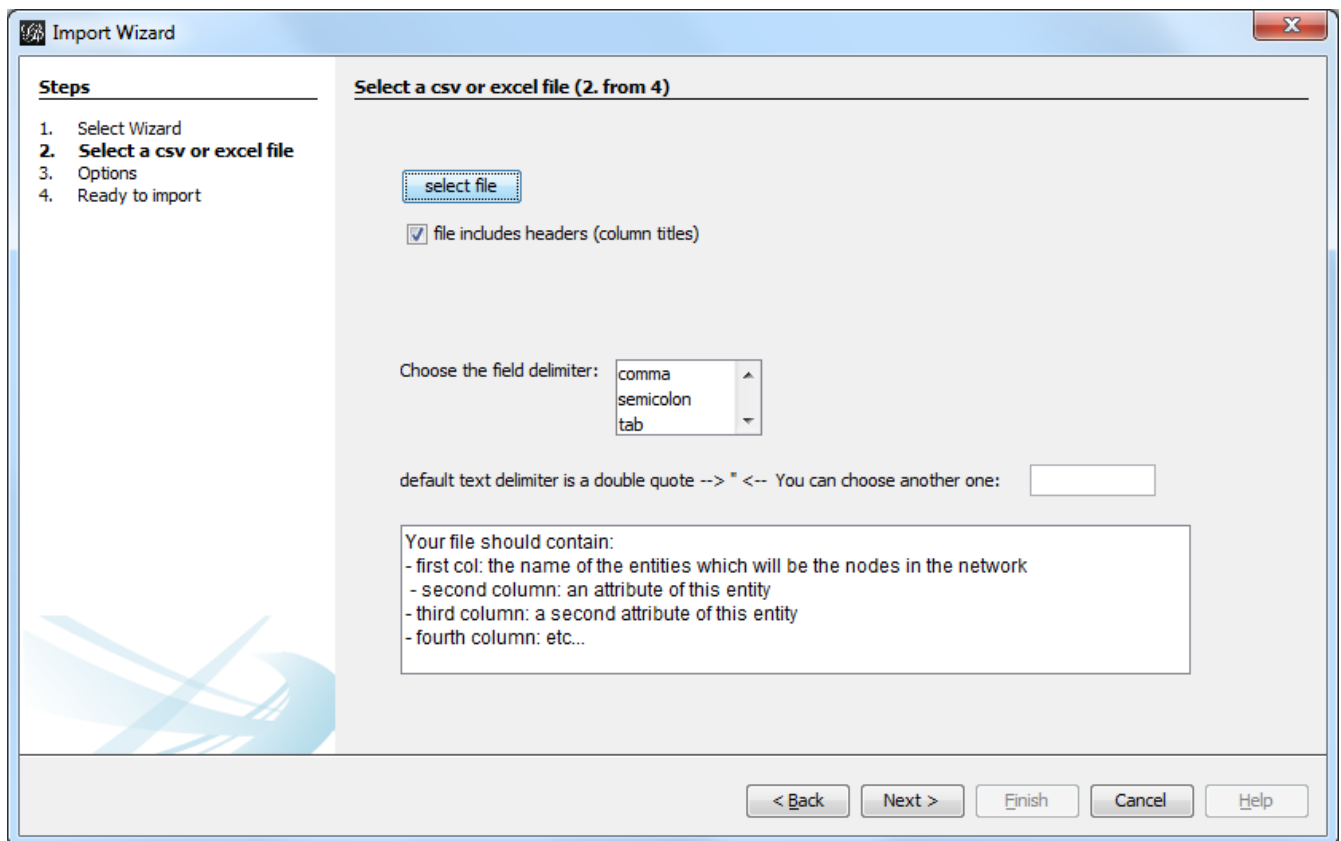 Import Wizard
X
Steps
1. Select Wizard
2. Select a csv or excel file
3. Options
4. Ready to import
Select a csv or excel file (2. from 4)
select file
file includes headers (column titles)
Choose the field delimiter:
comma
semicolon
tab
default text delimiter is a double quote --> " <-- You can choose another one:
Your file should contain:
- first col: the name of the entities which will be the nodes in the network
- second column: an attribute of this entity
- third column: a second attribute of this entity
- fourth column: etc...
< Back
Next >
Finish
Cancel
Help